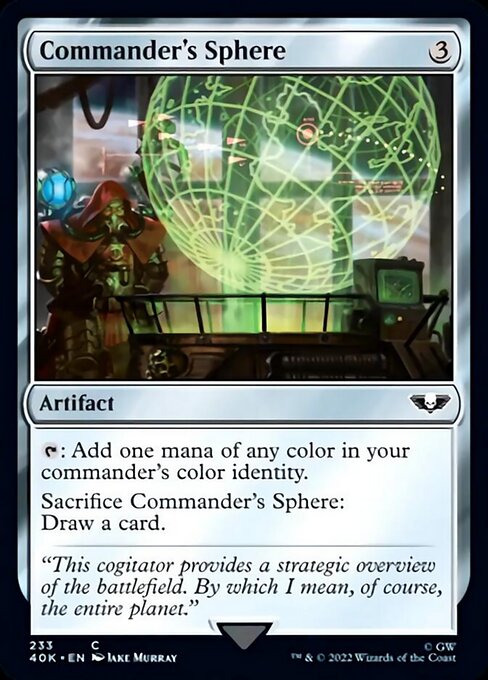 Commander's Sphere 3
Artifact
: Add one mana of any color in your
commander's color identity.
Sacrifice Commander's Sphere:
Draw a card.
"This cogitator provides a strategic overview
of the battlefield. By which I mean, of course,
the entire planet."
233 C © GW
40K • EN Jake Murray ™ & © 2022 Wizards of the Coast